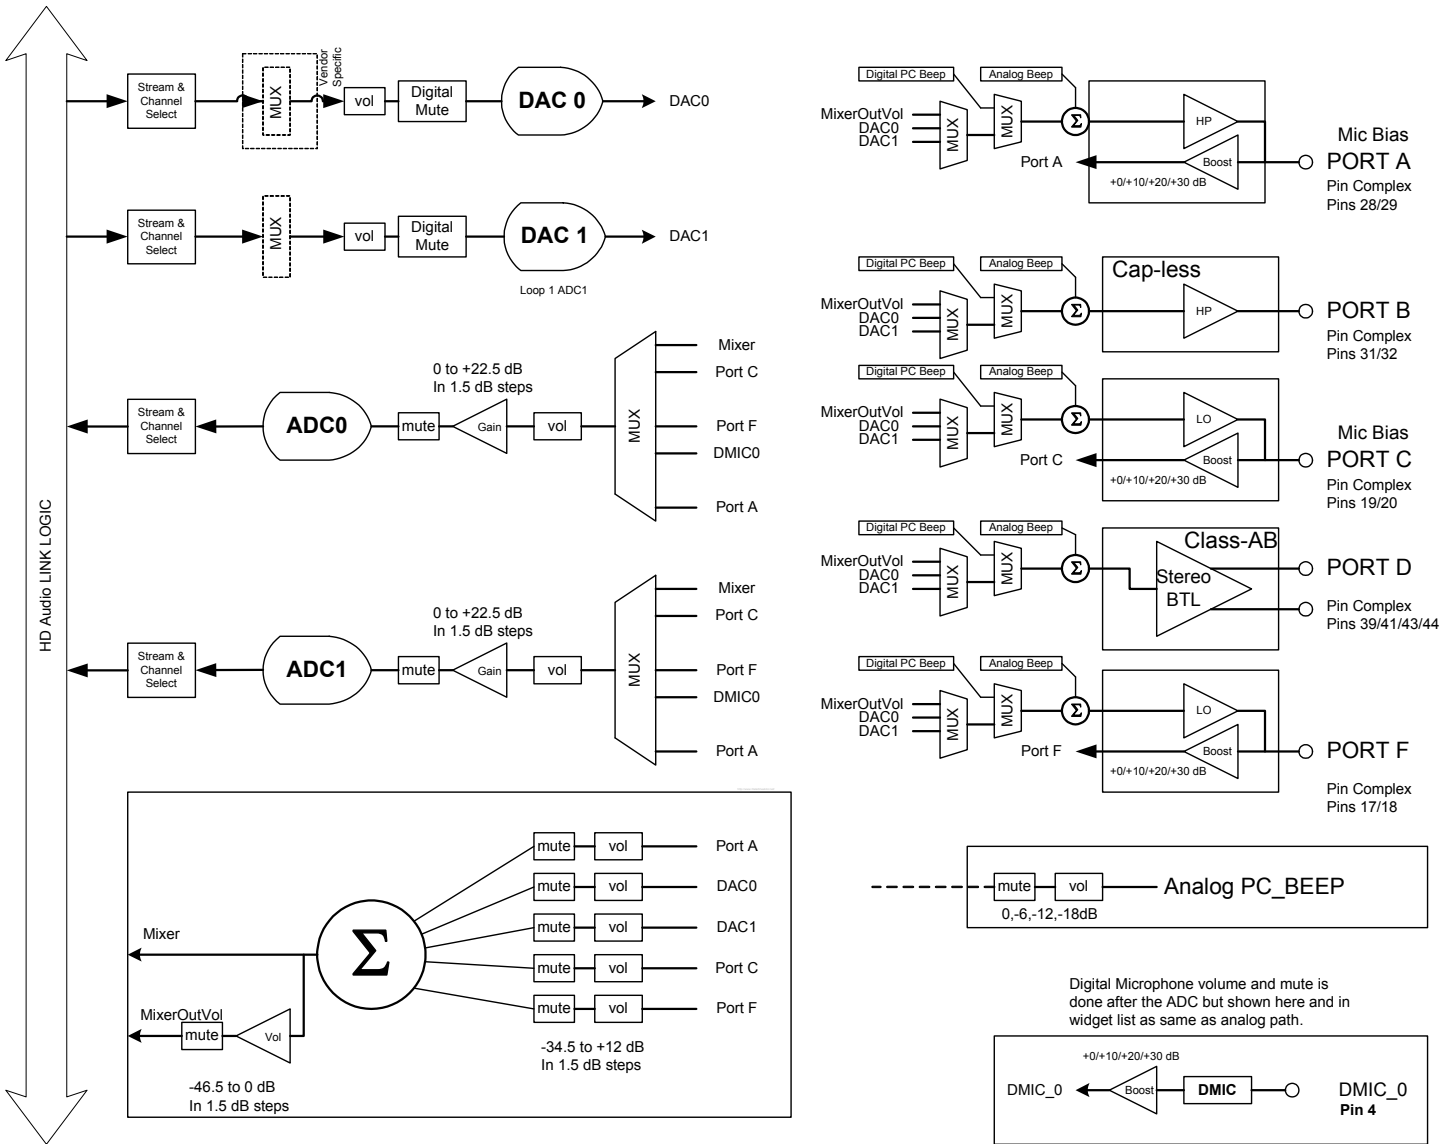 HD Audio LINK LOGIC
Stream &
Channel
Select
MUX
Vendor
Specific
vol
Digital
Mute
DAC 0
DAC0
Stream &
Channel
Select
MUX
vol
Digital
Mute
DAC 1
DAC1
Loop 1 ADC1
Stream &
Channel
Select
ADC0
mute
0 to +22.5 dB
In 1.5 dB steps
Gain
vol
MUX
Mixer
Port C
Port F
DMIC0
Port A
Stream &
Channel
Select
ADC1
mute
0 to +22.5 dB
In 1.5 dB steps
Gain
vol
MUX
Mixer
Port C
Port F
DMIC0
Port A
Mixer
MixerOutVol
mute
Vol
-46.5 to 0 dB
In 1.5 dB steps
Σ
mute
vol
Port A
mute
vol
DAC0
mute
vol
DAC1
mute
vol
Port C
mute
vol
Port F
-34.5 to +12 dB
In 1.5 dB steps
Digital PC Beep
Analog Beep
MixerOutVol
DAC0
DAC1
MUX
MUX
Σ
HP
Port A
Boost
+0/+10/+20/+30 dB
Mic Bias
PORT A
Pin Complex
Pins 28/29
Digital PC Beep
Analog Beep
MixerOutVol
DAC0
DAC1
MUX
MUX
Σ
Cap-less
HP
PORT B
Pin Complex
Pins 31/32
Digital PC Beep
Analog Beep
MixerOutVol
DAC0
DAC1
MUX
MUX
Σ
LO
Port C
Boost
+0/+10/+20/+30 dB
Mic Bias
PORT C
Pin Complex
Pins 19/20
Digital PC Beep
Analog Beep
MixerOutVol
DAC0
DAC1
MUX
MUX
Σ
Class-AB
Stereo
BTL
PORT D
Pin Complex
Pins 39/41/43/44
Digital PC Beep
Analog Beep
MixerOutVol
DAC0
DAC1
MUX
MUX
Σ
LO
Port F
Boost
+0/+10/+20/+30 dB
PORT F
Pin Complex
Pins 17/18
mute
vol
Analog PC_BEEP
0,-6,-12,-18dB
Digital Microphone volume and mute is
done after the ADC but shown here and in
widget list as same as analog path.
+0/+10/+20/+30 dB
DMIC_0
Boost
DMIC
DMIC_0
Pin 4